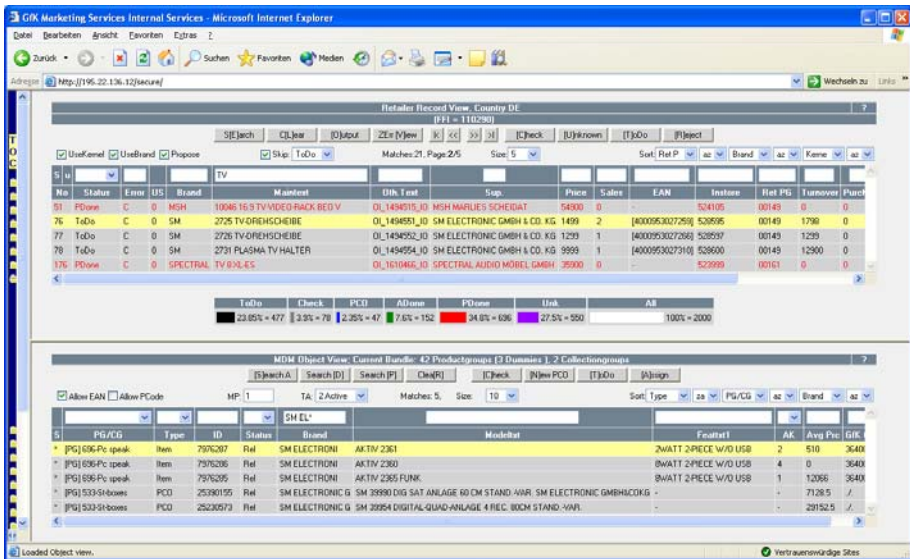 GfK Marketing Services Internal Services - Microsoft Internet Explorer
Datei Bearbeiten Ansicht Favoriten Extras ?
Zurück Suchen Favoriten Medien
Adresse http://195.22.136.12/secure/ Wechseln zu Links
TOC
Retailer Record View, Country DE ?
(FFI = 110290)
S[E]arch C[L]ear [O]utput ZEw [V]iew |< << >> >| [C]heck [U]nknown [T]oDo [R]eject
UseKernel UseBrand Propose Skip: ToDo Matches:21, Page:2/5 Size: 5 Sort: Ret.P az Brand az Kerne az
S u TV
No Status Error US Brand Maintext Oth.Text Sup. Price Sales EAN Instore Ret PG Turnover Purch
51 PDone C 0 MSH 10046 16:9 TV-VIDEO-RACK BED V OI_1494515_IO MSH MARLIES SCHEIDAT 54900 0 - 524105 00149 0 0
76 ToDo C 0 SM 2725 TV-DREHSCHEIBE OI_1494551_IO SM ELECTRONIC GMBH & CO. KG 1499 2 [4000953027259] 528595 00149 1798 0
77 ToDo C 0 SM 2726 TV-DREHSCHEIBE OI_1494552_IO SM ELECTRONIC GMBH & CO. KG 1299 1 [4000953027266] 528597 00149 1299 0
78 ToDo C 0 SM 2731 PLASMA TV HALTER OI_1494554_IO SM ELECTRONIC GMBH & CO. KG 9999 1 [4000953027310] 528600 00149 12900 0
176 PDone C 0 SPECTRAL TV BXL-ES OI_1610466_IO SPECTRAL AUDIO MÖBEL GMBH 35900 0 - 523999 00161 0 0
ToDo Check PCO ADone PDone Unk. All
23.85% = 477 3.9% = 78 2.35% = 47 7.6% = 152 34.8% = 696 27.5% = 550 100% = 2000
MDM Object View; Current Bundle: 42 Productgroups (3 Dummies ), 2 Collectiongroups ?
[S]earch A Search [D] Search [P] Clea[R] [C]heck [N]ew PCO [T]oDo [A]ssign
Allow EAN Allow PCode MP: 1 TA: 2 Active Matches: 5, Size: 10 Sort: Type za PG/CG az Brand az
SM EL*
S PG/CG Type ID Status Brand Modeltxt Feattxt1 AK Avg Prc GfK
* [PG] 696-Pc speak Item 7976287 Rel SM ELECTRONI AKTIV 2361 2WATT 2-PIECE W/O USB 2 510 3640
* [PG] 696-Pc speak Item 7976286 Rel SM ELECTRONI AKTIV 2360 8WATT 2-PIECE W/O USB 4 0 3640
* [PG] 696-Pc speak Item 7976285 Rel SM ELECTRONI AKTIV 2365 FUNK. 8WATT 2-PIECE W/O USB 1 12066 3640
* [PG] 533-St-boxes PCO 25390155 Rel SM ELECTRONIC G SM 39990 DIG SAT ANLAGE 60 CM STAND.-VAR. SM ELECTRONIC GMBH&COKG - - 7128.5 ./.
* [PG] 533-St-boxes PCO 25230573 Rel SM ELECTRONIC G SM 39954 DIGITAL-QUAD-ANLAGE 4 REC. 80CM STAND.-VAR. - - 29152.5 ./.
Loaded Object view. Vertrauenswürdige Sites